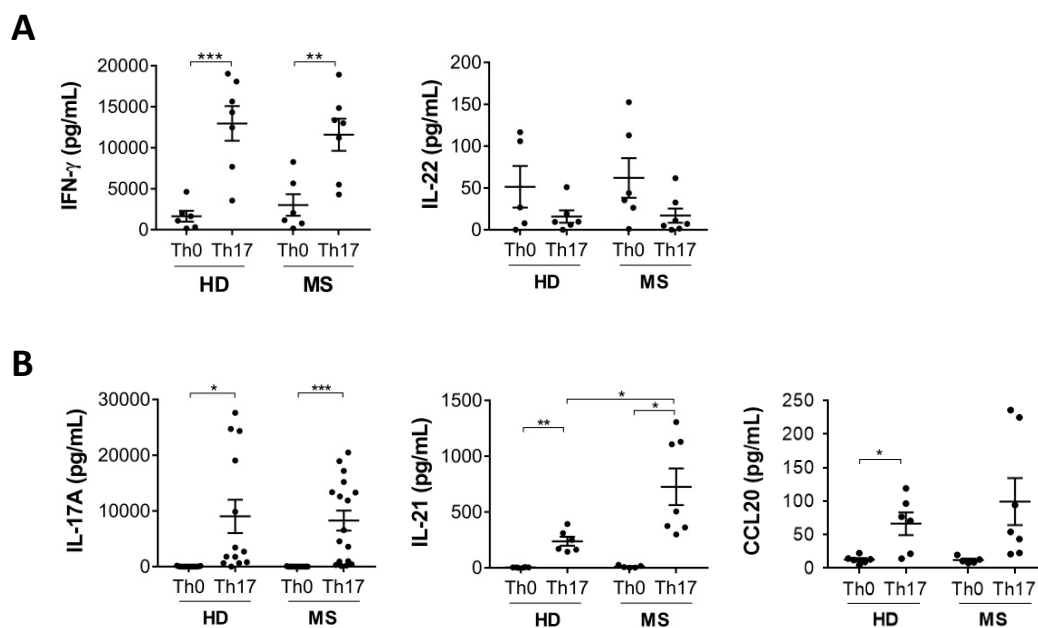 A
IFN-γ (pg/mL)
20000
15000
10000
5000
0
*** **
Th0 Th17 Th0 Th17
HD MS
IL-22 (pg/mL)
200
150
100
50
0
Th0 Th17 Th0 Th17
HD MS
B
IL-17A (pg/mL)
30000
20000
10000
0
* ***
Th0 Th17 Th0 Th17
HD MS
IL-21 (pg/mL)
1500
1000
500
0
*
** *
Th0 Th17 Th0 Th17
HD MS
CCL20 (pg/mL)
250
200
150
100
50
0
*
Th0 Th17 Th0 Th17
HD MS